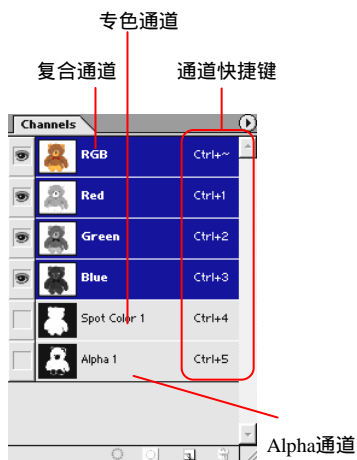 专色通道
复合通道 通道快捷键
Channels
RGB Ctrl+~
Red Ctrl+1
Green Ctrl+2
Blue Ctrl+3
Spot Color 1 Ctrl+4
Alpha 1 Ctrl+5
Alpha通道